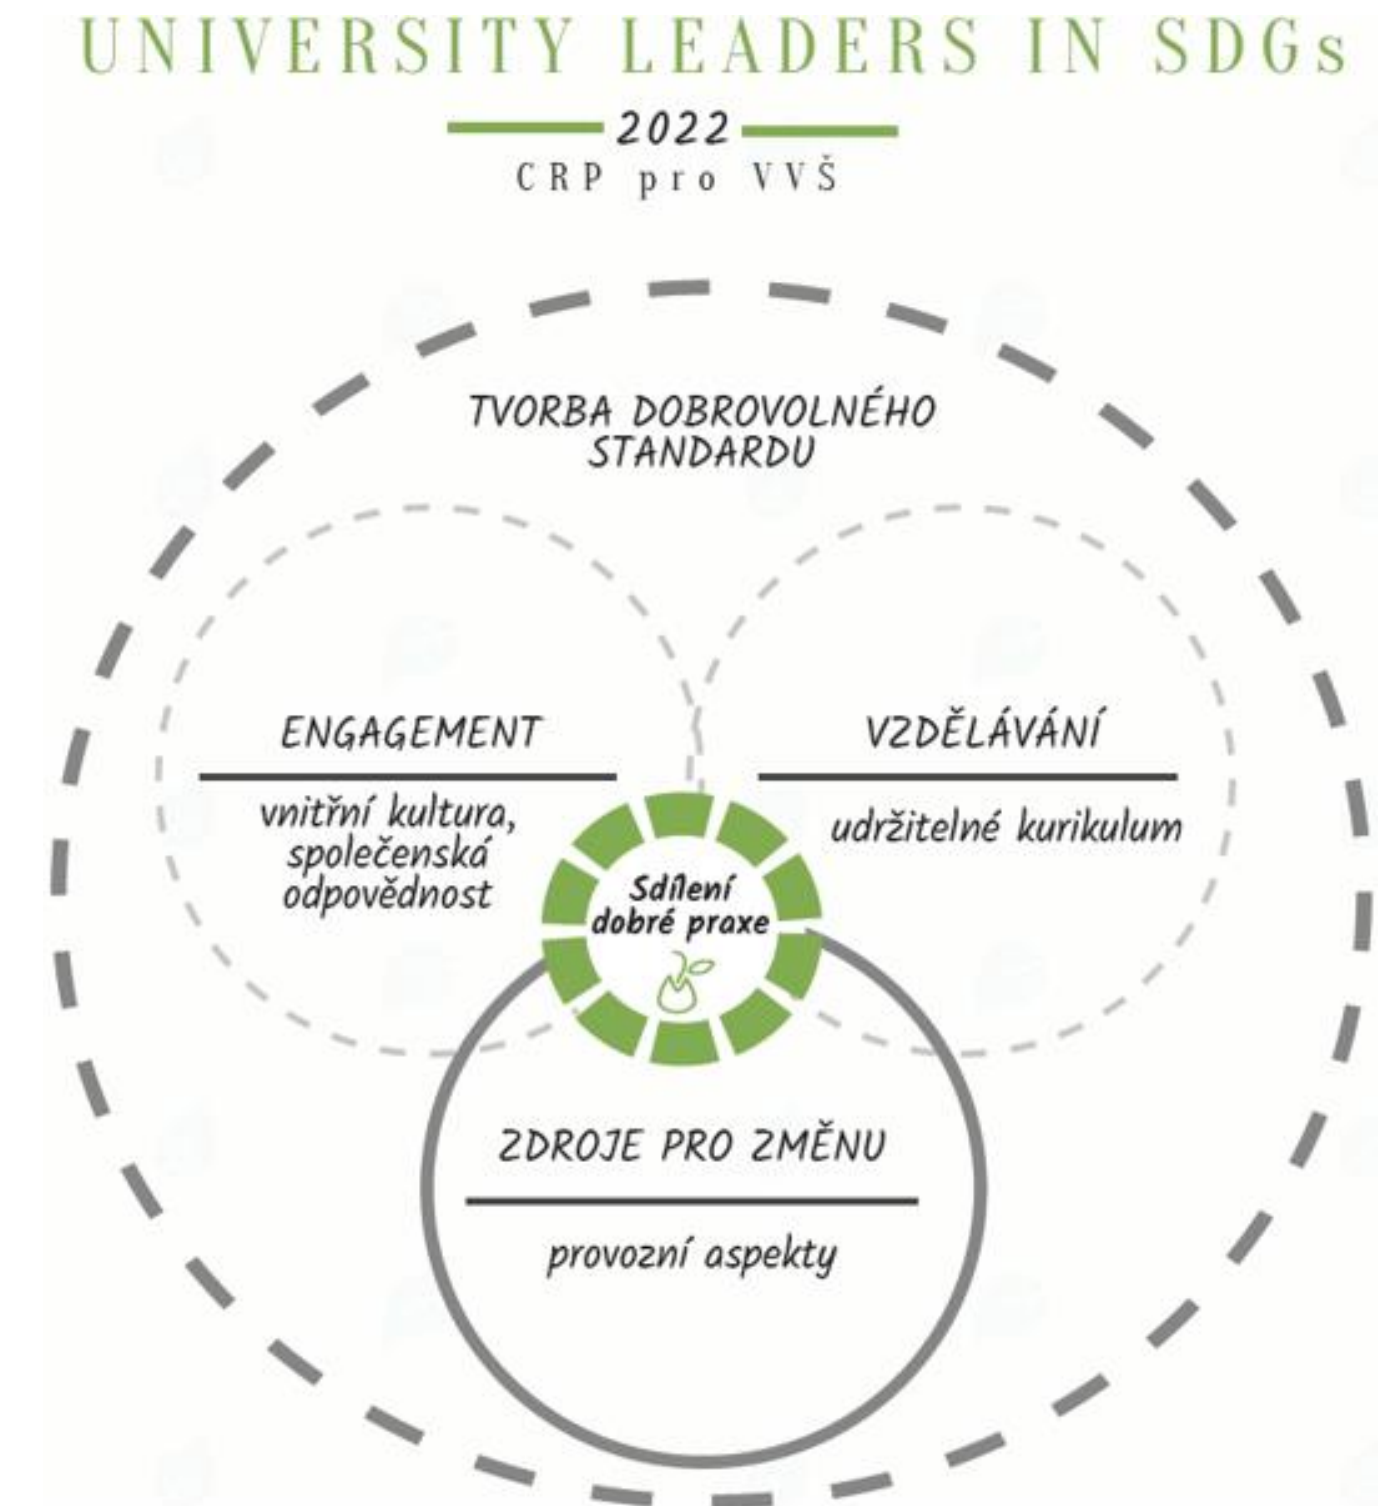 UNIVERSITY LEADERS IN SDGs
2022
CRP pro VVŠ
TVORBA DOBROVOLNÉHO
STANDARDU
ENGAGEMENT
vnitřní kultura,
společenská
odpovědnost
VZDĚLÁVÁNÍ
udržitelné kurikulum
Sdílení
dobré praxe
ZDROJE PRO ZMĚNU
provozní aspekty